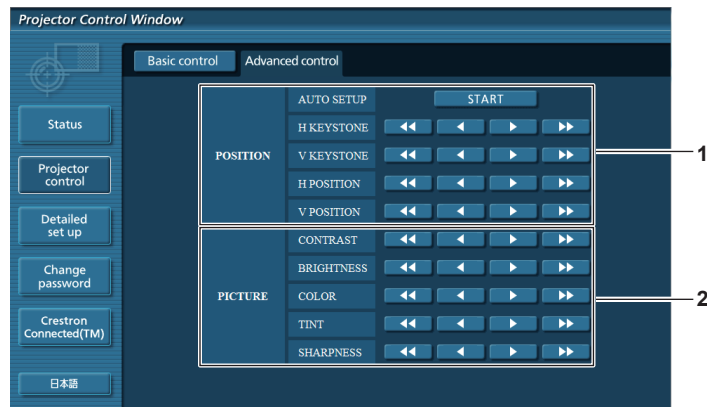 Projector Control Window
Basic control
Advanced control
Status
Projector
control
Detailed
set up
Change
password
Crestron
Connected(TM)
日本語
POSITION
AUTO SETUP
START
H KEYSTONE
V KEYSTONE
H POSITION
V POSITION
1
PICTURE
CONTRAST
BRIGHTNESS
COLOR
TINT
SHARPNESS
2